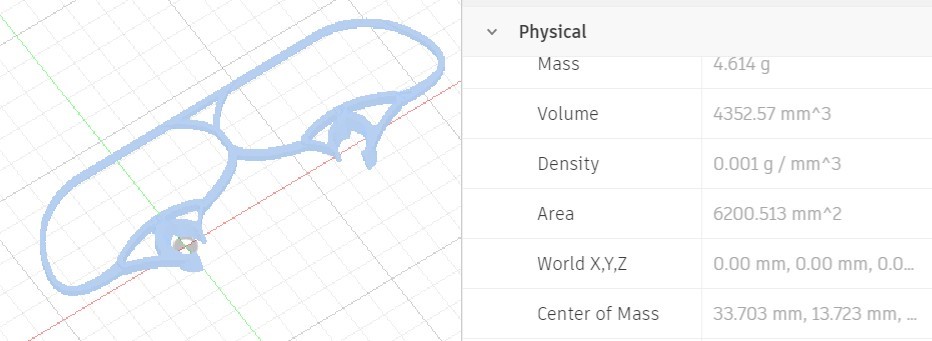 Physical
Mass 4.614 g
Volume 4352.57 mm^3
Density 0.001 g / mm^3
Area 6200.513 mm^2
World X,Y,Z 0.00 mm, 0.00 mm, 0.0...
Center of Mass 33.703 mm, 13.723 mm, ...